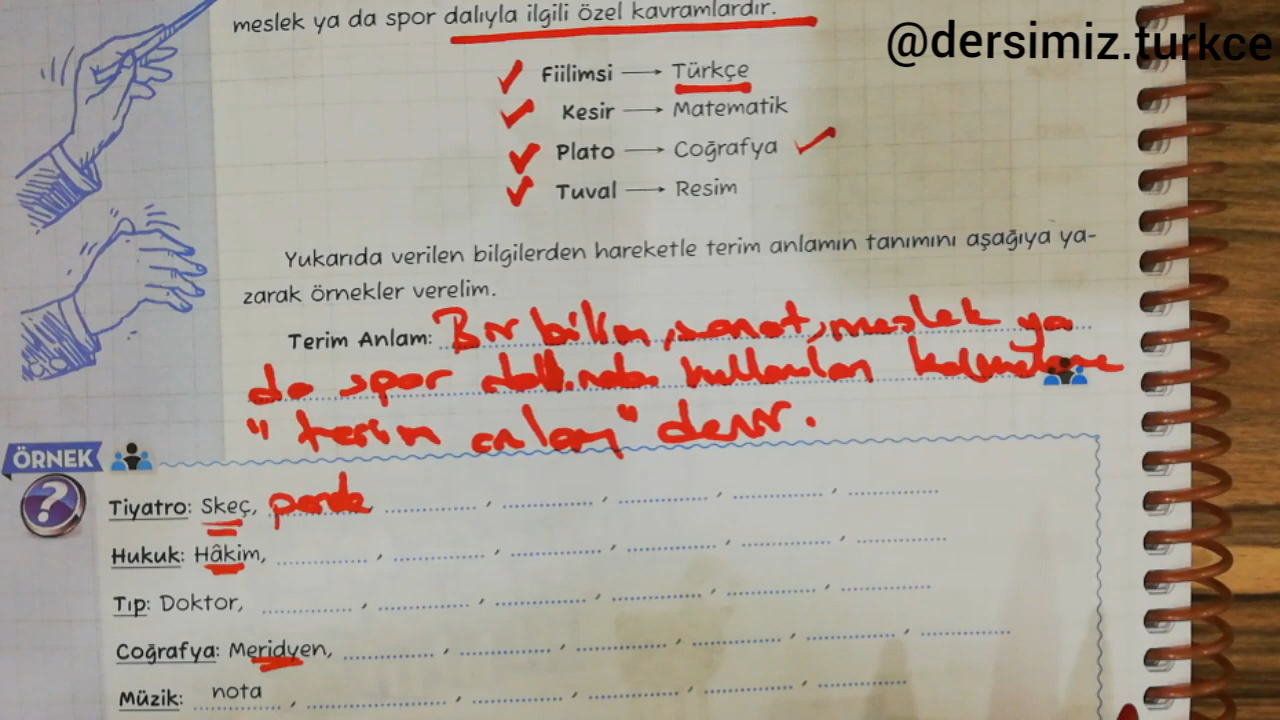 meslek ya da spor dalıyla ilgili özel kavramlardır.
@dersimiz.turkce
Fiilimsi → Türkçe
Kesir → Matematik
Plato → Coğrafya
Tuval → Resim
Yukarıda verilen bilgilerden hareketle terim anlamın tanımını aşağıya ya-
zarak örnekler verelim.
Terim Anlam: Bir bilim, sanat, meslek ya
da spor dalında kullanılan kelimelere
"terim anlam" denir.
ÖRNEK
Tiyatro: Skeç, perde
Hukuk: Hâkim,
Tıp: Doktor,
Coğrafya: Meridyen,
Müzik: nota